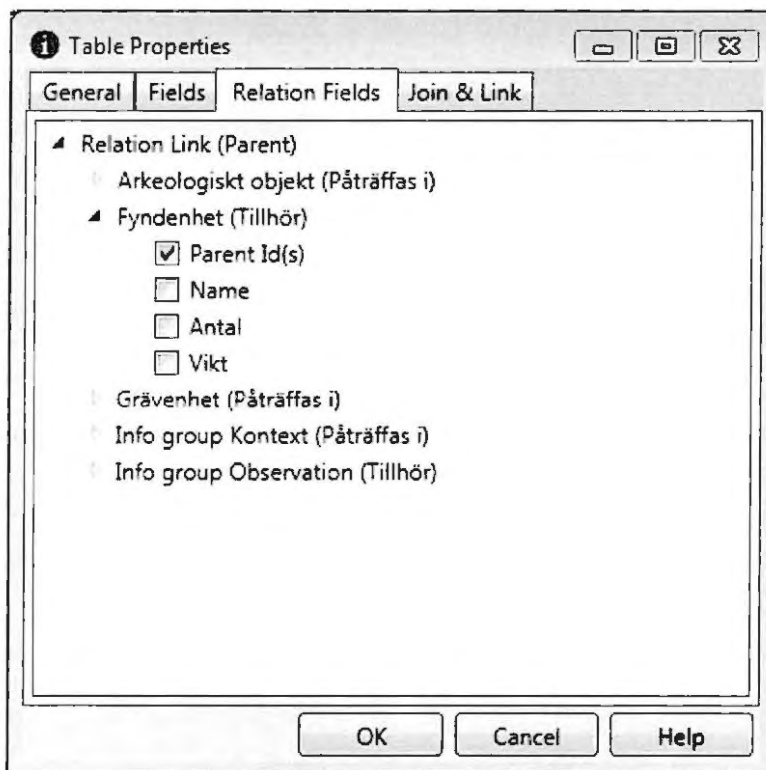 Table Properties
General Fields Relation Fields Join & Link
Relation Link (Parent)
Arkeologiskt objekt (Påträffas i)
Fyndenhet (Tillhör)
Parent Id(s)
Name
Antal
Vikt
Grävenhet (Påträffas i)
Info group Kontext (Påträffas i)
Info group Observation (Tillhör)
OK Cancel Help